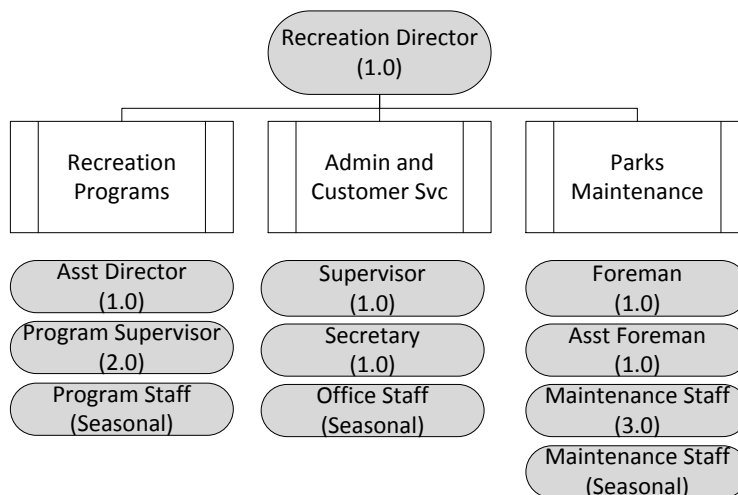 Recreation Director
(1.0)
Recreation
Programs
Admin and
Customer Svc
Parks
Maintenance
Asst Director
(1.0)
Program Supervisor
(2.0)
Program Staff
(Seasonal)
Supervisor
(1.0)
Secretary
(1.0)
Office Staff
(Seasonal)
Foreman
(1.0)
Asst Foreman
(1.0)
Maintenance Staff
(3.0)
Maintenance Staff
(Seasonal)